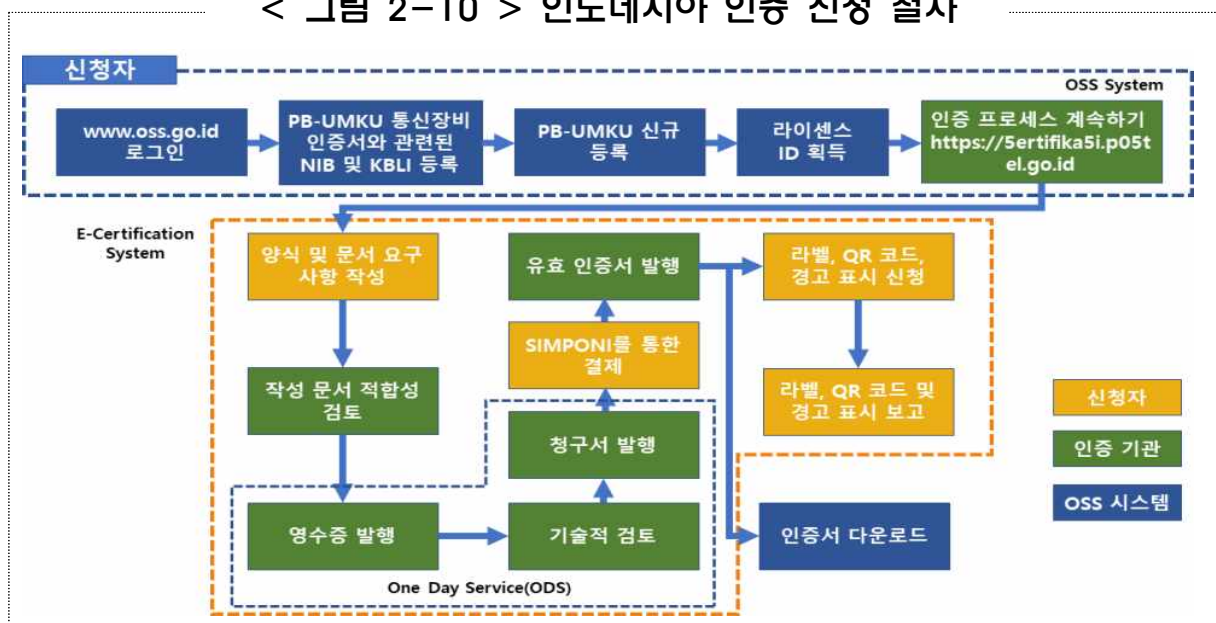 < 그림 2-10 > 인도네시아 인증 신청 절차
신청자
OSS System
www.oss.go.id
로그인
PB-UMKU 통신장비
인증서와 관련된
NIB 및 KBLI 등록
PB-UMKU 신규
등록
라이센스
ID 획득
인증 프로세스 계속하기
https://5ertifika5i.p05t
el.go.id
E-Certification
System
양식 및 문서 요구
사항 작성
유효 인증서 발행
라벨, QR 코드,
경고 표시 신청
SIMPONI를 통한
결제
작성 문서 적합성
검토
라벨, QR 코드 및
경고 표시 보고
신청자
청구서 발행
인증 기관
영수증 발행
기술적 검토
인증서 다운로드
OSS 시스템
One Day Service(ODS)